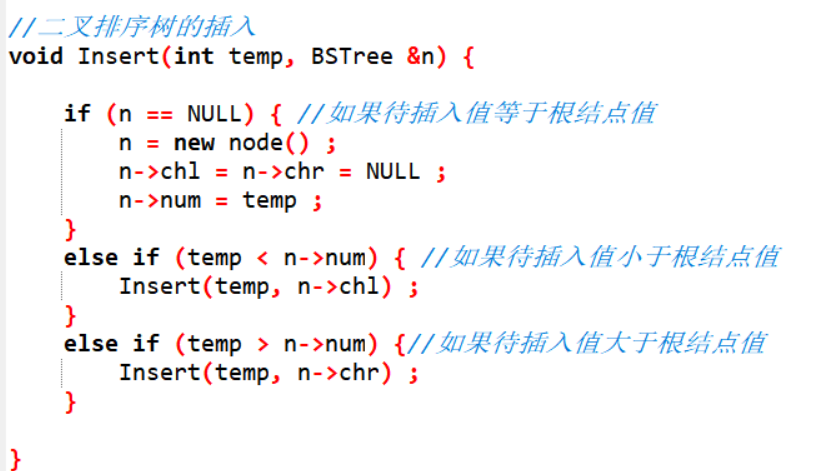 //二叉排序树的插入
void Insert(int temp, BSTree &n) {
if (n == NULL) { //如果待插入值等于根结点值
n = new node() ;
n->chl = n->chr = NULL ;
n->num = temp ;
}
else if (temp < n->num) { //如果待插入值小于根结点值
Insert(temp, n->chl) ;
}
else if (temp > n->num) {//如果待插入值大于根结点值
Insert(temp, n->chr) ;
}
}